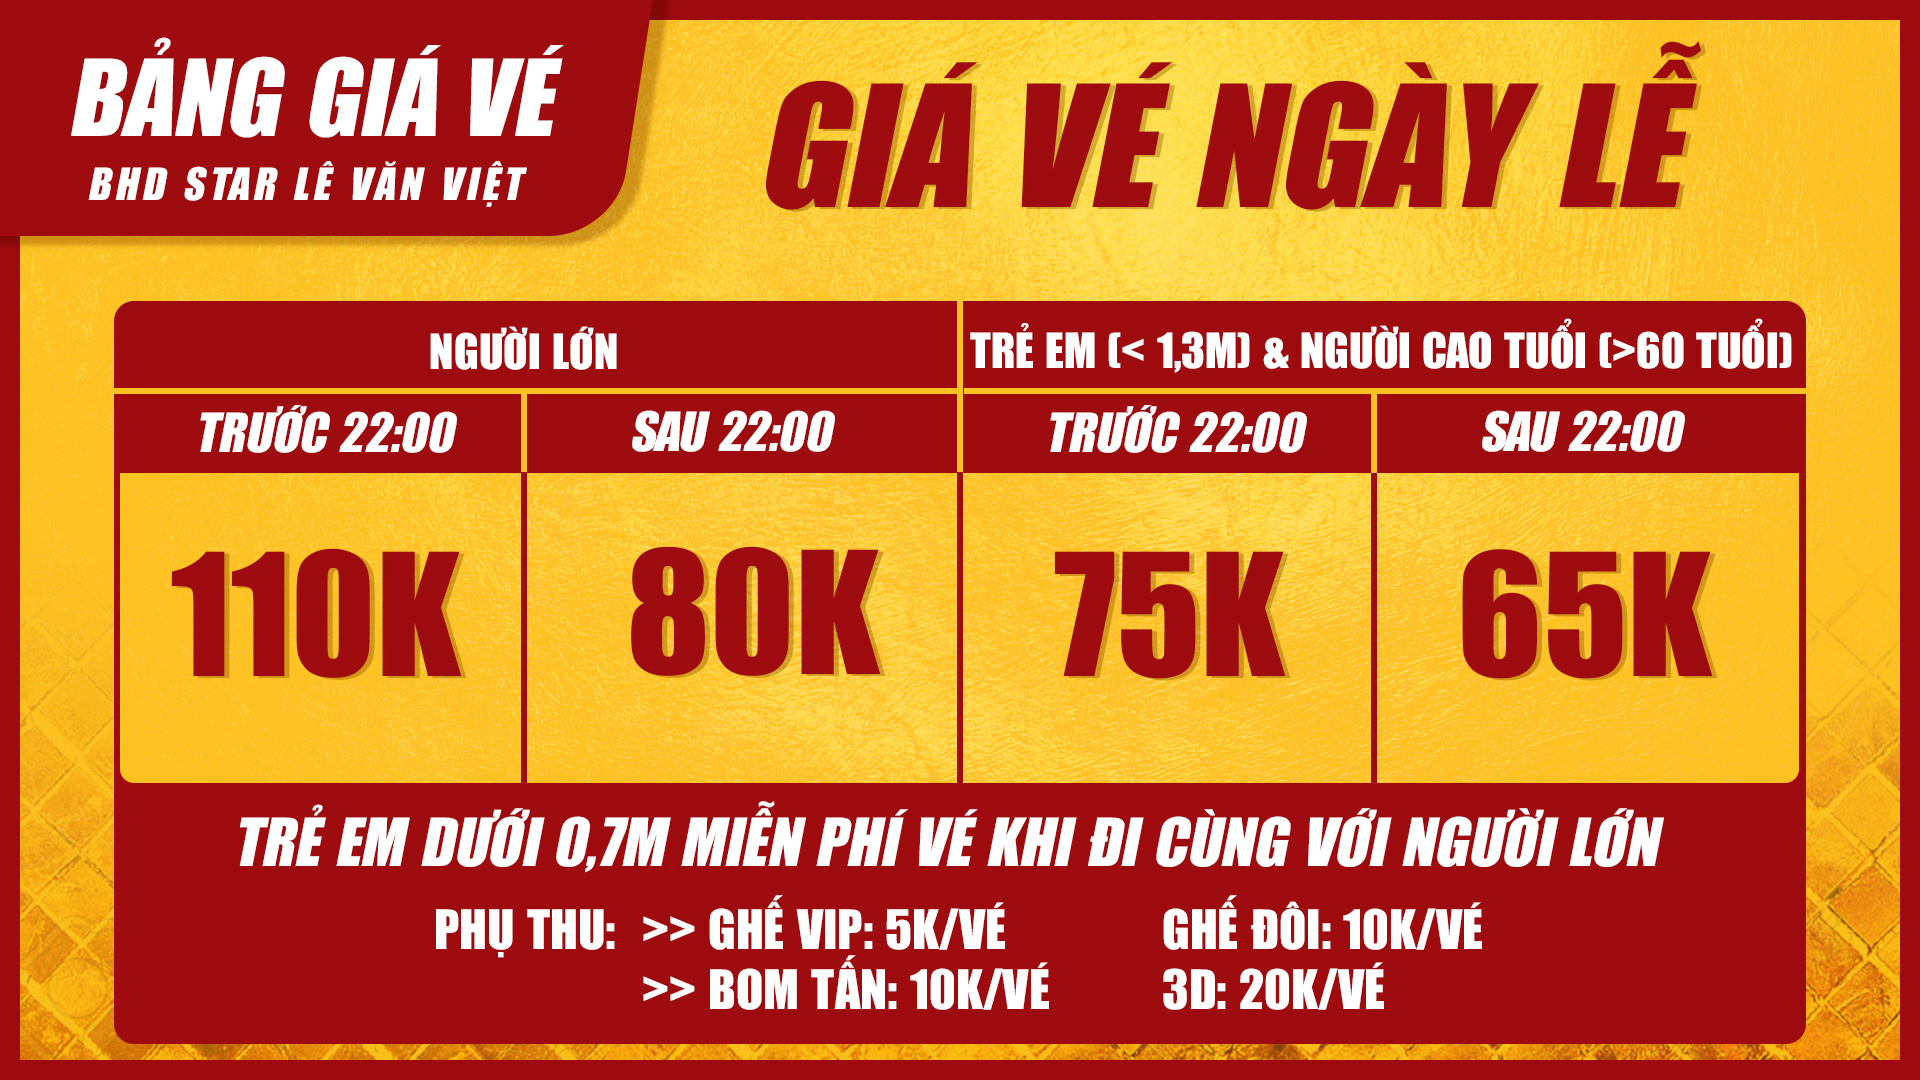 BẢNG GIÁ VÉ
BHD STAR LÊ VĂN VIỆT
GIÁ VÉ NGÀY LỄ
NGƯỜI LỚN
TRẺ EM (< 1,3M) & NGƯỜI CAO TUỔI (>60 TUỔI)
TRƯỚC 22:00
SAU 22:00
TRƯỚC 22:00
SAU 22:00
110K
80K
75K
65K
TRẺ EM DƯỚI 0,7M MIỄN PHÍ VÉ KHI ĐI CÙNG VỚI NGƯỜI LỚN
PHỤ THU: >> GHẾ VIP: 5K/VÉ GHẾ ĐÔI: 10K/VÉ
>> BOM TẤN: 10K/VÉ 3D: 20K/VÉ